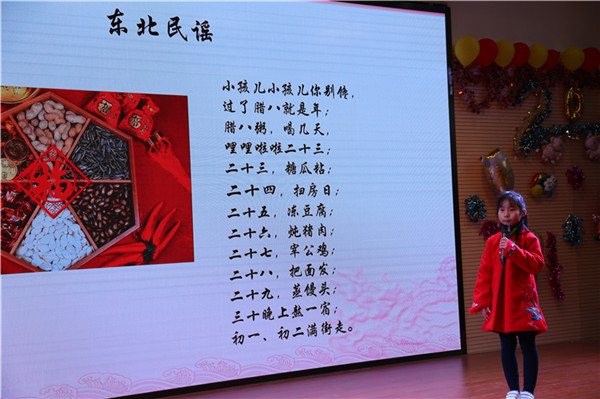 东北民谣
小孩儿小孩儿你别馋，
过了腊八就是年；
腊八粥，喝几天，
哩哩啦啦二十三；
二十三，糖瓜粘；
二十四，扫房日；
二十五，冻豆腐；
二十六，炖猪肉；
二十七，宰公鸡；
二十八，把面发；
二十九，蒸馒头；
三十晚上熬一宿；
初一、初二满街走。